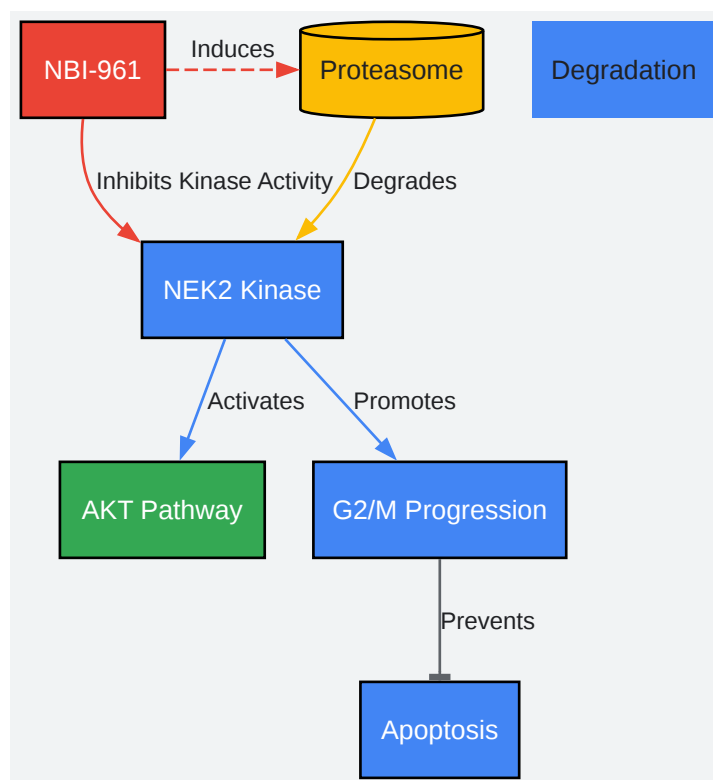 NBI-961
Induces
Proteasome
Degradation
Inhibits Kinase Activity
Degrades
NEK2 Kinase
Activates
Promotes
AKT Pathway
G2/M Progression
Prevents
Apoptosis